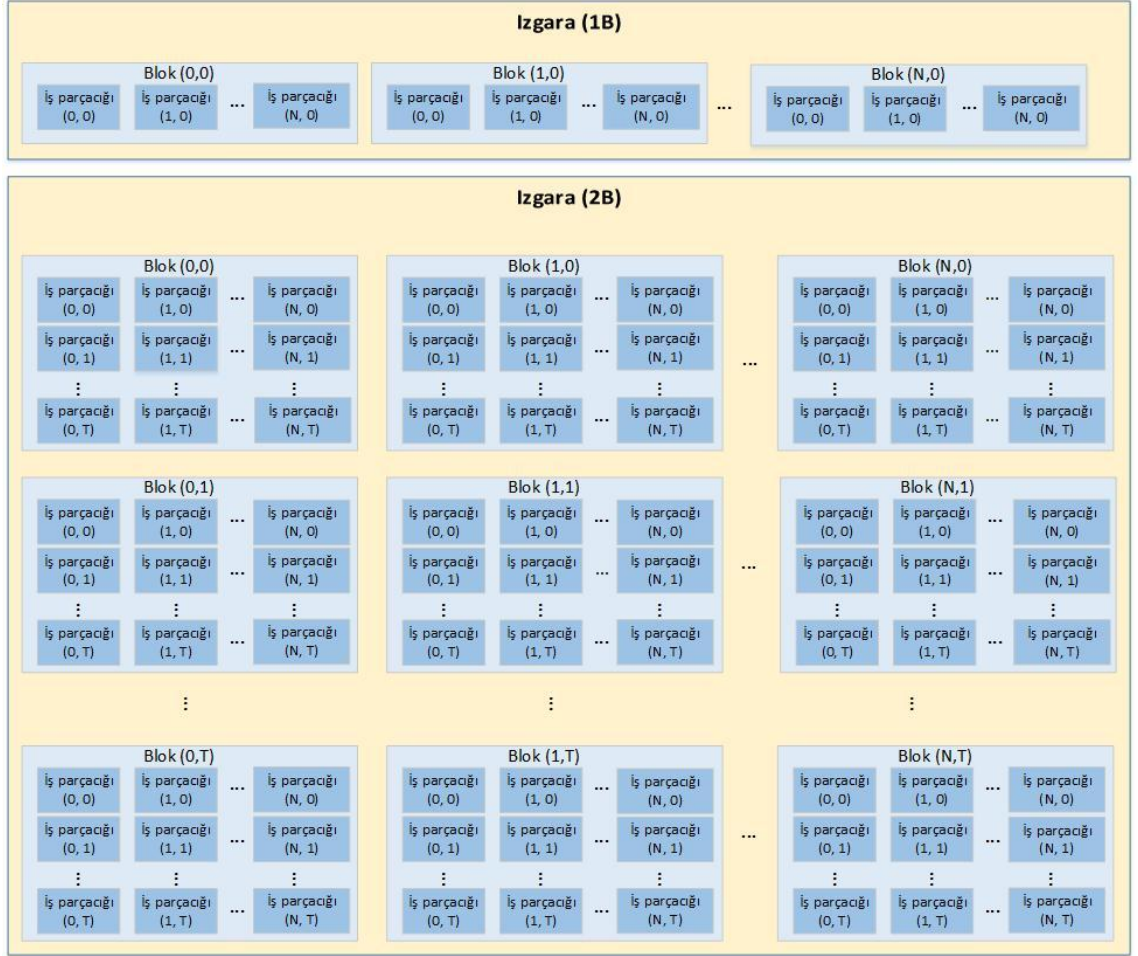 Izgara (1B)
Blok (0,0) Blok (1,0) Blok (N,0)
İş parçacığı İş parçacığı ... İş parçacığı İş parçacığı İş parçacığı ... İş parçacığı ... İş parçacığı İş parçacığı ... İş parçacığı
(0, 0) (1, 0) (N, 0) (0, 0) (1, 0) (N, 0) (0, 0) (1, 0) (N, 0)
Izgara (2B)
Blok (0,0) Blok (1,0) Blok (N,0)
İş parçacığı İş parçacığı ... İş parçacığı İş parçacığı İş parçacığı ... İş parçacığı İş parçacığı İş parçacığı ... İş parçacığı
(0, 0) (1, 0) (N, 0) (0, 0) (1, 0) (N, 0) (0, 0) (1, 0) (N, 0)
İş parçacığı İş parçacığı ... İş parçacığı İş parçacığı İş parçacığı ... İş parçacığı İş parçacığı İş parçacığı ... İş parçacığı
(0, 1) (1, 1) (N, 1) (0, 1) (1, 1) (N, 1) ... (0, 1) (1, 1) (N, 1)
⋮ ⋮ ⋮ ⋮ ⋮ ⋮ ⋮ ⋮ ⋮
İş parçacığı İş parçacığı ... İş parçacığı İş parçacığı İş parçacığı ... İş parçacığı İş parçacığı İş parçacığı ... İş parçacığı
(0, T) (1, T) (N, T) (0, T) (1, T) (N, T) (0, T) (1, T) (N, T)
Blok (0,1) Blok (1,1) Blok (N,1)
İş parçacığı İş parçacığı ... İş parçacığı İş parçacığı İş parçacığı ... İş parçacığı İş parçacığı İş parçacığı ... İş parçacığı
(0, 0) (1, 0) (N, 0) (0, 0) (1, 0) (N, 0) (0, 0) (1, 0) (N, 0)
İş parçacığı İş parçacığı ... İş parçacığı İş parçacığı İş parçacığı ... İş parçacığı ... İş parçacığı İş parçacığı ... İş parçacığı
(0, 1) (1, 1) (N, 1) (0, 1) (1, 1) (N, 1) (0, 1) (1, 1) (N, 1)
⋮ ⋮ ⋮ ⋮ ⋮ ⋮ ⋮ ⋮ ⋮
İş parçacığı İş parçacığı ... İş parçacığı İş parçacığı İş parçacığı ... İş parçacığı İş parçacığı İş parçacığı ... İş parçacığı
(0, T) (1, T) (N, T) (0, T) (1, T) (N, T) (0, T) (1, T) (N, T)
⋮ ⋮ ⋮
Blok (0,T) Blok (1,T) Blok (N,T)
İş parçacığı İş parçacığı ... İş parçacığı İş parçacığı İş parçacığı ... İş parçacığı İş parçacığı İş parçacığı ... İş parçacığı
(0, 0) (1, 0) (N, 0) (0, 0) (1, 0) (N, 0) (0, 0) (1, 0) (N, 0)
İş parçacığı İş parçacığı ... İş parçacığı İş parçacığı İş parçacığı ... İş parçacığı ... İş parçacığı İş parçacığı ... İş parçacığı
(0, 1) (1, 1) (N, 1) (0, 1) (1, 1) (N, 1) (0, 1) (1, 1) (N, 1)
⋮ ⋮ ⋮ ⋮ ⋮ ⋮ ⋮ ⋮ ⋮
İş parçacığı İş parçacığı ... İş parçacığı İş parçacığı İş parçacığı ... İş parçacığı İş parçacığı İş parçacığı ... İş parçacığı
(0, T) (1, T) (N, T) (0, T) (1, T) (N, T) (0, T) (1, T) (N, T)